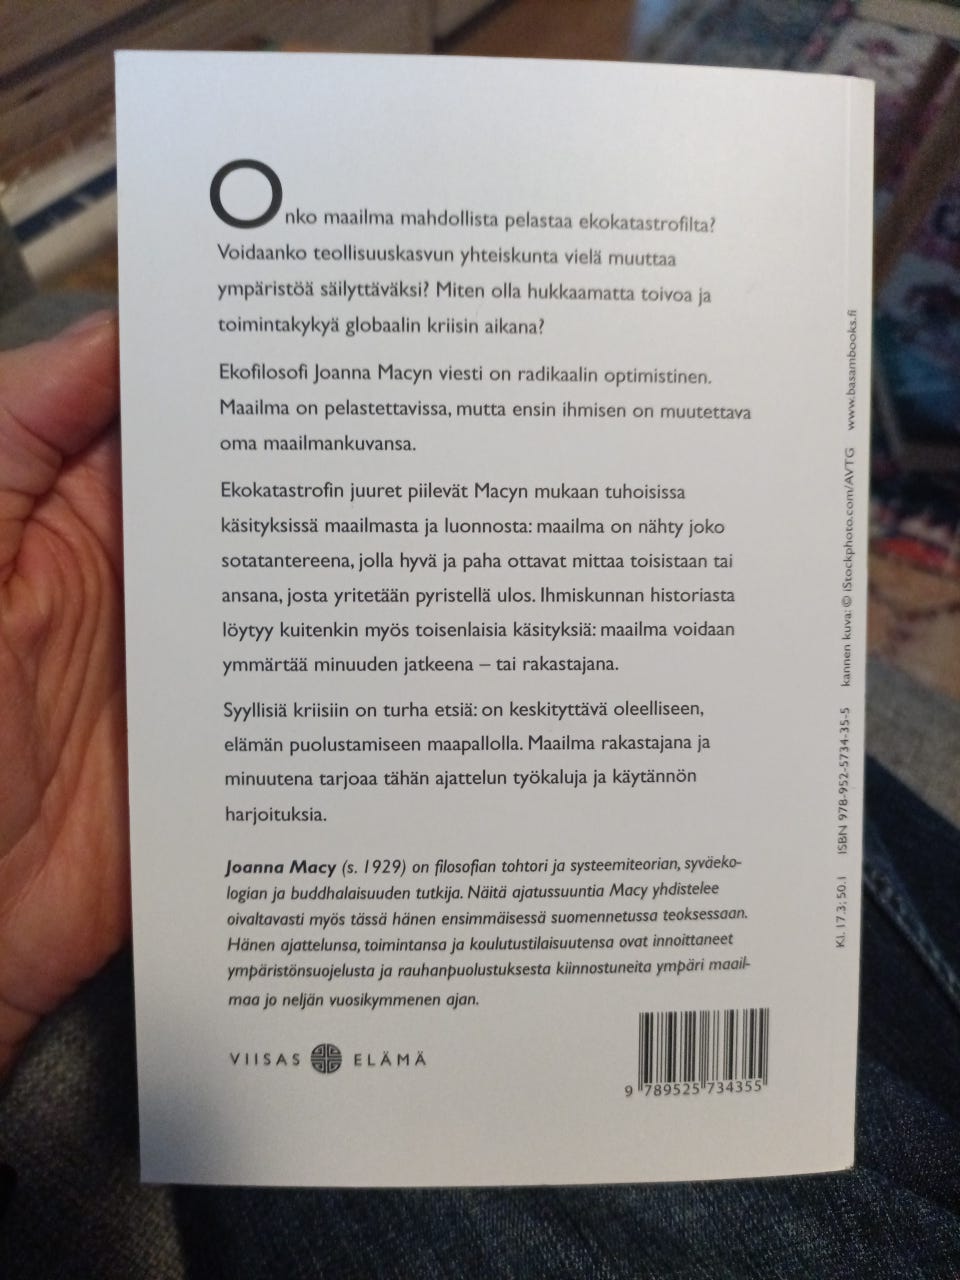 Onko maailma mahdollista pelastaa ekokatastrofilta?
Voidaanko teollisuuskasvun yhteiskunta vielä muuttaa
ympäristöä säilyttäväksi? Miten olla hukkaamatta toivoa ja
toimintakykyä globaalin kriisin aikana?
Ekofilosofi Joanna Macyn viesti on radikaalin optimistinen.
Maailma on pelastettavissa, mutta ensin ihmisen on muutettava
oma maailmankuvansa.
Ekokatastrofin juuret piilevät Macyn mukaan tuhoisissa
käsityksissä maailmasta ja luonnosta: maailma on nähty joko
sotatantereena, jolla hyvä ja paha ottavat mittaa toisistaan tai
ansana, josta yritetään pyristellä ulos. Ihmiskunnan historiasta
löytyy kuitenkin myös toisenlaisia käsityksiä: maailma voidaan
ymmärtää minuuden jatkeena – tai rakastajana.
Syyllisiä kriisiin on turha etsiä: on keskityttävä oleelliseen,
elämän puolustamiseen maapallolla. Maailma rakastajana ja
minuutena tarjoaa tähän ajattelun työkaluja ja käytännön
harjoituksia.
Joanna Macy (s. 1929) on filosofian tohtori ja systeemiteorian, syväeko-
logian ja buddhalaisuuden tutkija. Näitä ajatussuuntia Macy yhdistelee
oivaltavasti myös tässä hänen ensimmäisessä suomennetussa teoksessaan.
Hänen ajattelunsa, toimintansa ja koulutustilaisuutensa ovat innoittaneet
ympäristönsuojelusta ja rauhanpuolustuksesta kiinnostuneita ympäri maail-
maa jo neljän vuosikymmenen ajan.
VIISAS ELÄMÄ
9 789525 734355
Kl. 17.3; 50.1 ISBN 978-952-5734-35-5 kannen kuva: © iStockphoto.com/AVTG www.basambooks.fi